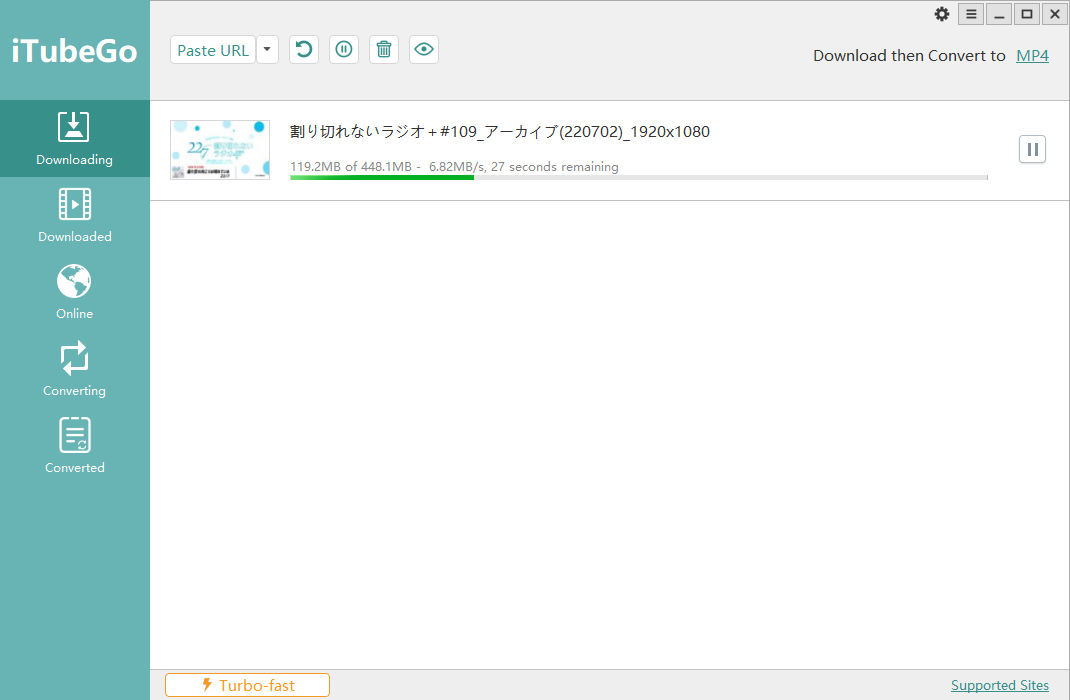 iTubeGo
Paste URL
Download then Convert to MP4
Downloading
Downloaded
Online
Converting
Converted
22/7
割り切れないラジオ＋#109_アーカイブ(220702)_1920x1080
119.2MB of 448.1MB - 6.82MB/s, 27 seconds remaining
Turbo-fast
Supported Sites